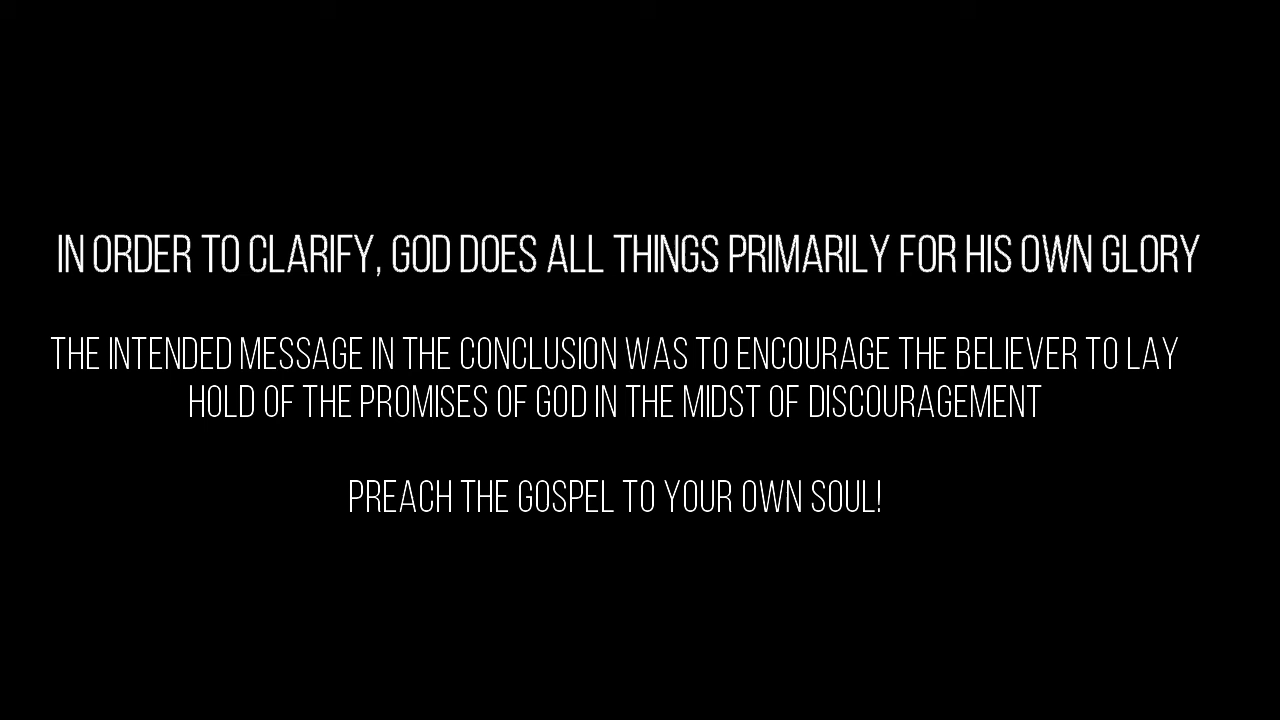 IN ORDER TO CLARIFY, GOD DOES ALL THINGS PRIMARILY FOR HIS OWN GLORY
THE INTENDED MESSAGE IN THE CONCLUSION WAS TO ENCOURAGE THE BELIEVER TO LAY
HOLD OF THE PROMISES OF GOD IN THE MIDST OF DISCOURAGEMENT
PREACH THE GOSPEL TO YOUR OWN SOUL!